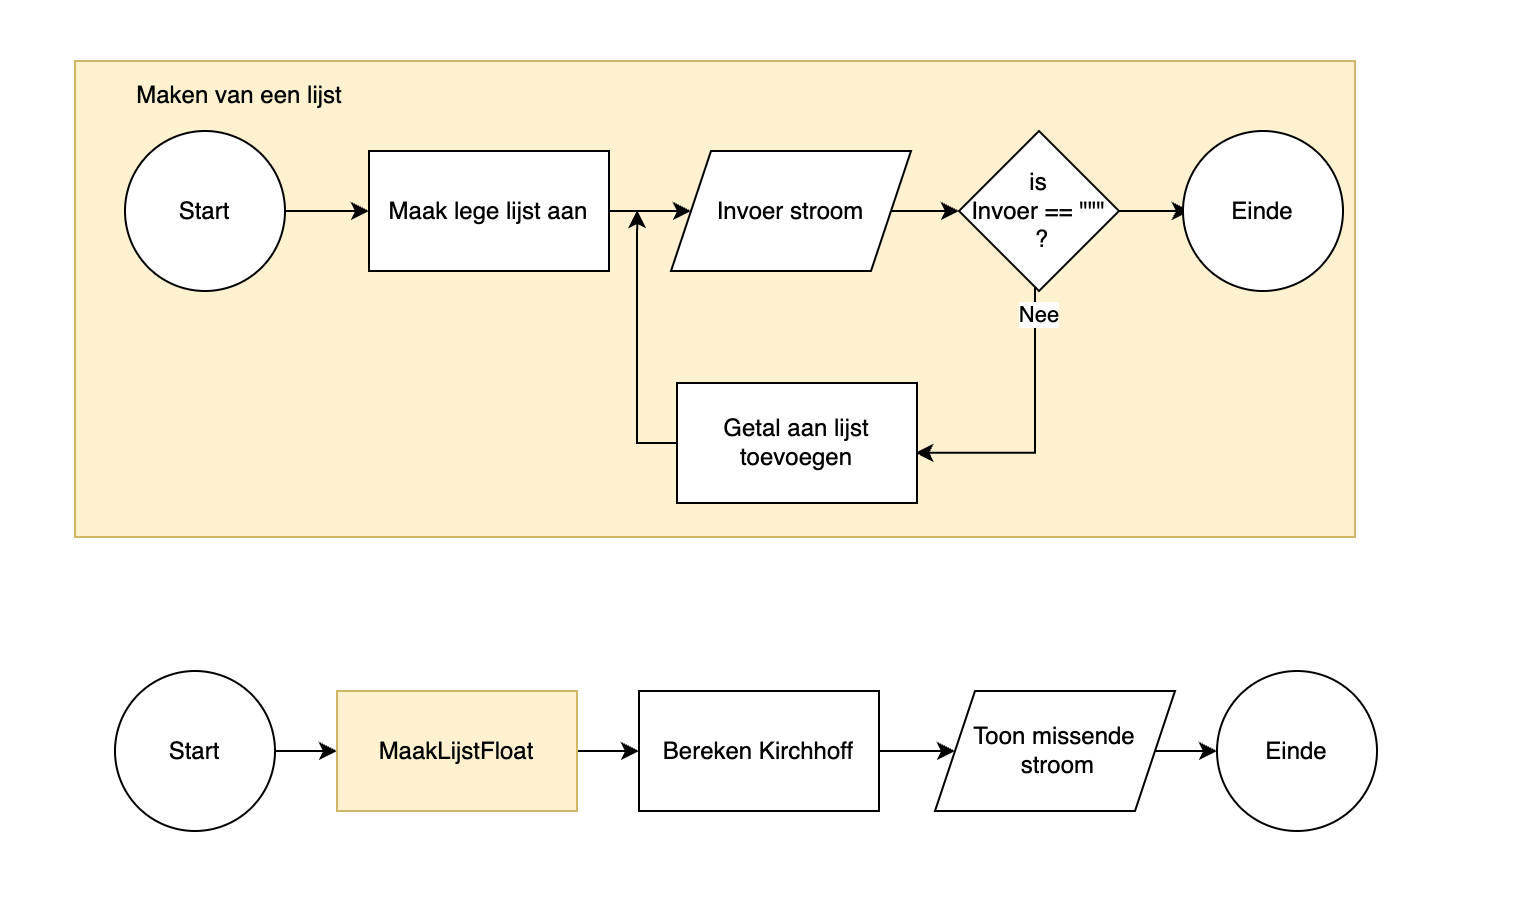 Maken van een lijst
Start
Maak lege lijst aan
Invoer stroom
is
Invoer == """
?
Einde
Nee
Getal aan lijst
toevoegen
Start
MaakLijstFloat
Bereken Kirchhoff
Toon missende
stroom
Einde